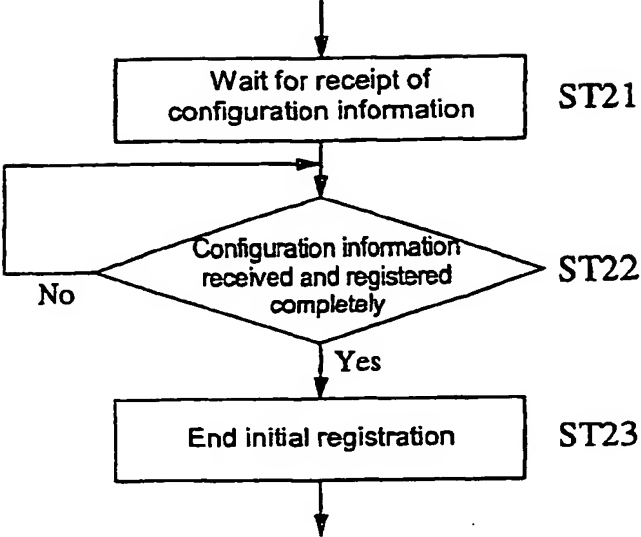 Wait for receipt of
configuration information
ST21
Configuration information
received and registered
completely
ST22
No
Yes
End initial registration
ST23